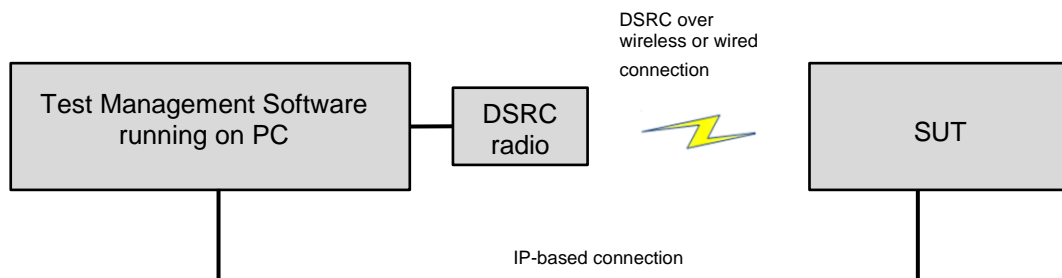 DSRC over
wireless or wired
connection
Test Management Software
running on PC
DSRC
radio
SUT
IP-based connection